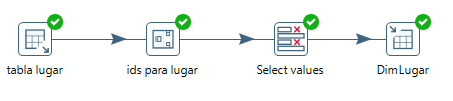 tabla lugar
ids para lugar
Select values
DimLugar